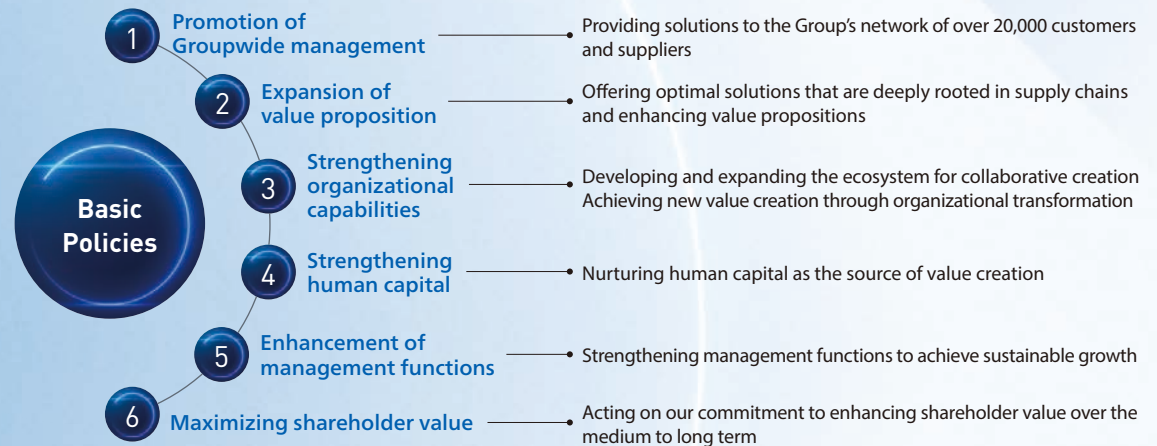 Basic
Policies
1
Promotion of
Groupwide management
Providing solutions to the Group's network of over 20,000 customers
and suppliers
2
Expansion of
value proposition
Offering optimal solutions that are deeply rooted in supply chains
and enhancing value propositions
3
Strengthening
organizational
capabilities
Developing and expanding the ecosystem for collaborative creation
Achieving new value creation through organizational transformation
4
Strengthening
human capital
Nurturing human capital as the source of value creation
5
Enhancement of
management functions
Strengthening management functions to achieve sustainable growth
6
Maximizing shareholder value
Acting on our commitment to enhancing shareholder value over the
medium to long term